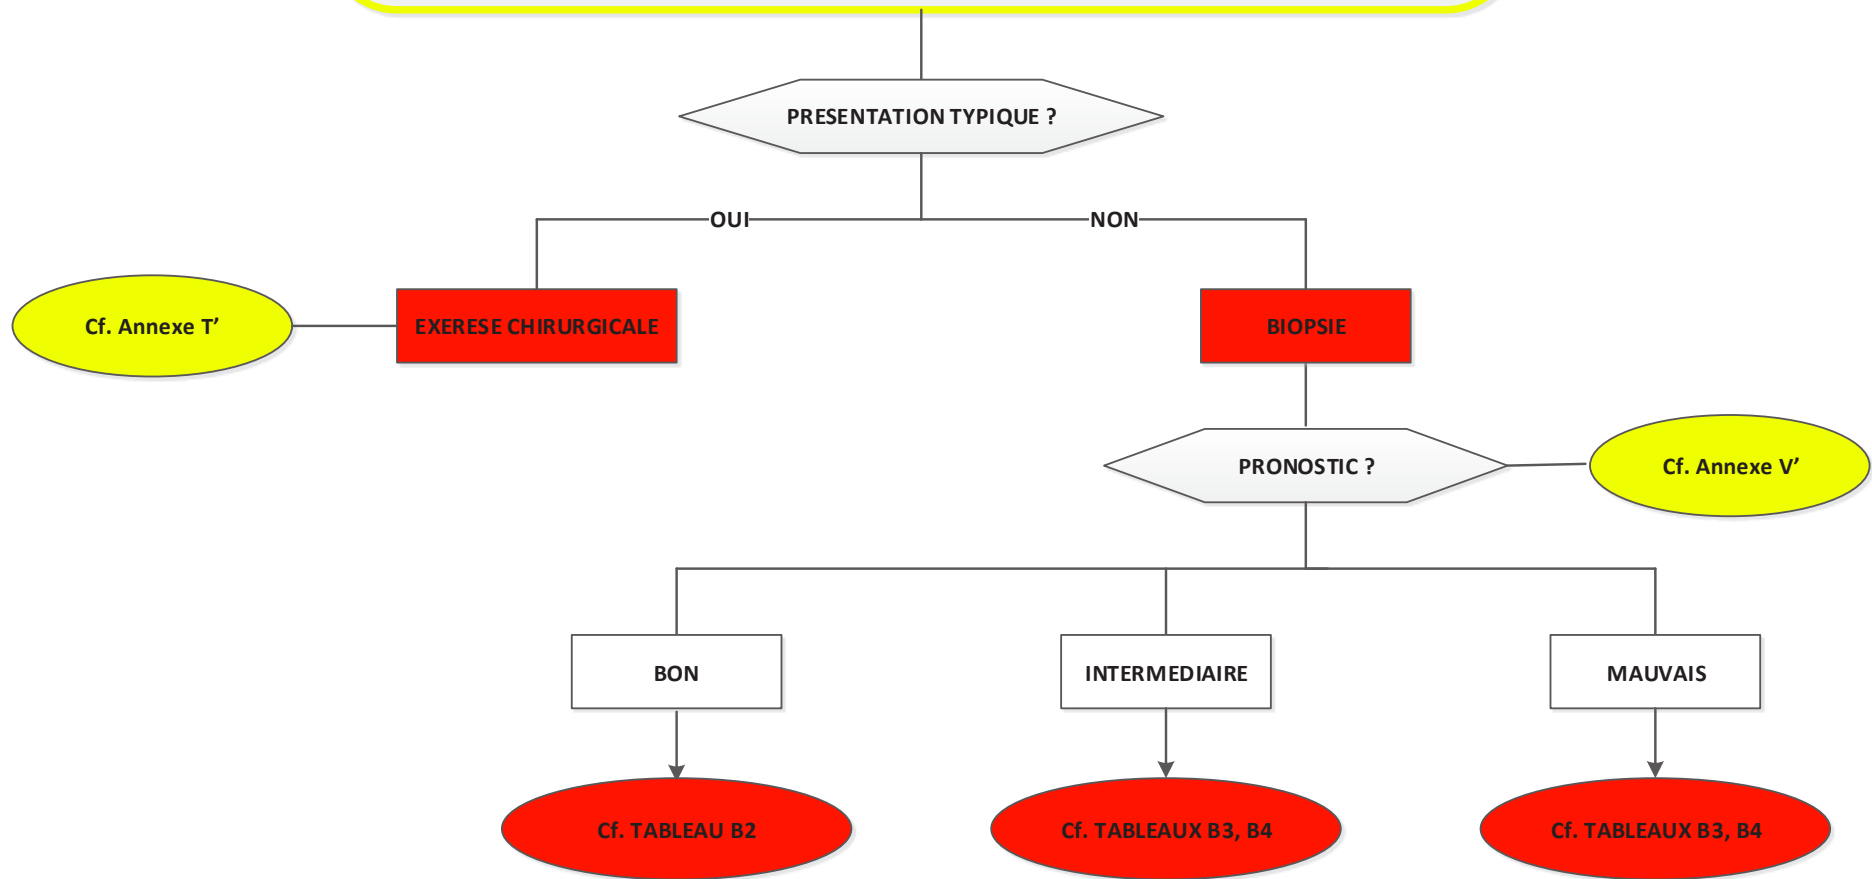 PRESENTATION TYPIQUE ?
OUI
NON
Cf. Annexe T’
EXERESE CHIRURGICALE
BIOPSIE
PRONOSTIC ?
Cf. Annexe V’
BON
INTERMEDIAIRE
MAUVAIS
Cf. TABLEAU B2
Cf. TABLEAUX B3, B4
Cf. TABLEAUX B3, B4